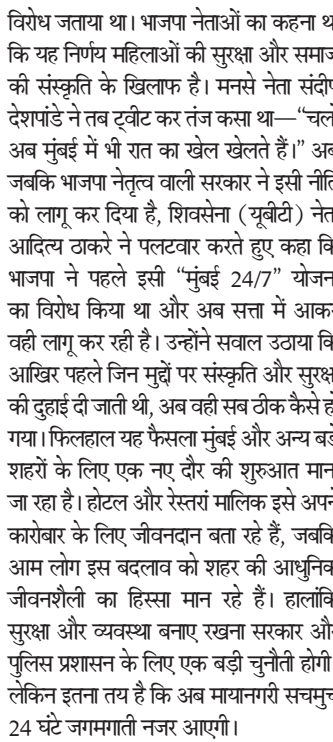 विरोध जताया था। भाजपा नेताओं का कहना थ
कि यह निर्णय महिलाओं की सुरक्षा और समाज
की संस्कृति के खिलाफ है। मनसे नेता संदीप
देशपांडे ने तब ट्वीट कर तंज कसा था—“चलो
अब मुंबई में भी रात का खेल खेलते हैं।” अब
जबकि भाजपा नेतृत्व वाली सरकार ने इसी नीति
को लागू कर दिया है, शिवसेना (यूबीटी) नेत
आदित्य ठाकरे ने पलटवार करते हुए कहा कि
भाजपा ने पहले इसी “मुंबई 24/7” योजन
का विरोध किया था और अब सत्ता में आकर
वही लागू कर रही है। उन्होंने सवाल उठाया कि
आखिर पहले जिन मुद्दों पर संस्कृति और सुरक्ष
की दुहाई दी जाती थी, अब वही सब ठीक कैसे हो
गया। फिलहाल यह फैसला मुंबई और अन्य बड़े
शहरों के लिए एक नए दौर की शुरुआत मान
जा रहा है। होटल और रेस्तरां मालिक इसे अपने
कारोबार के लिए जीवनदान बता रहे हैं, जबकि
आम लोग इस बदलाव को शहर की आधुनिक
जीवनशैली का हिस्सा मान रहे हैं। हालांकि
सुरक्षा और व्यवस्था बनाए रखना सरकार और
पुलिस प्रशासन के लिए एक बड़ी चुनौती होगी
लेकिन इतना तय है कि अब मायानगरी सचमुच
24 घंटे जगमगाती नजर आएगी।